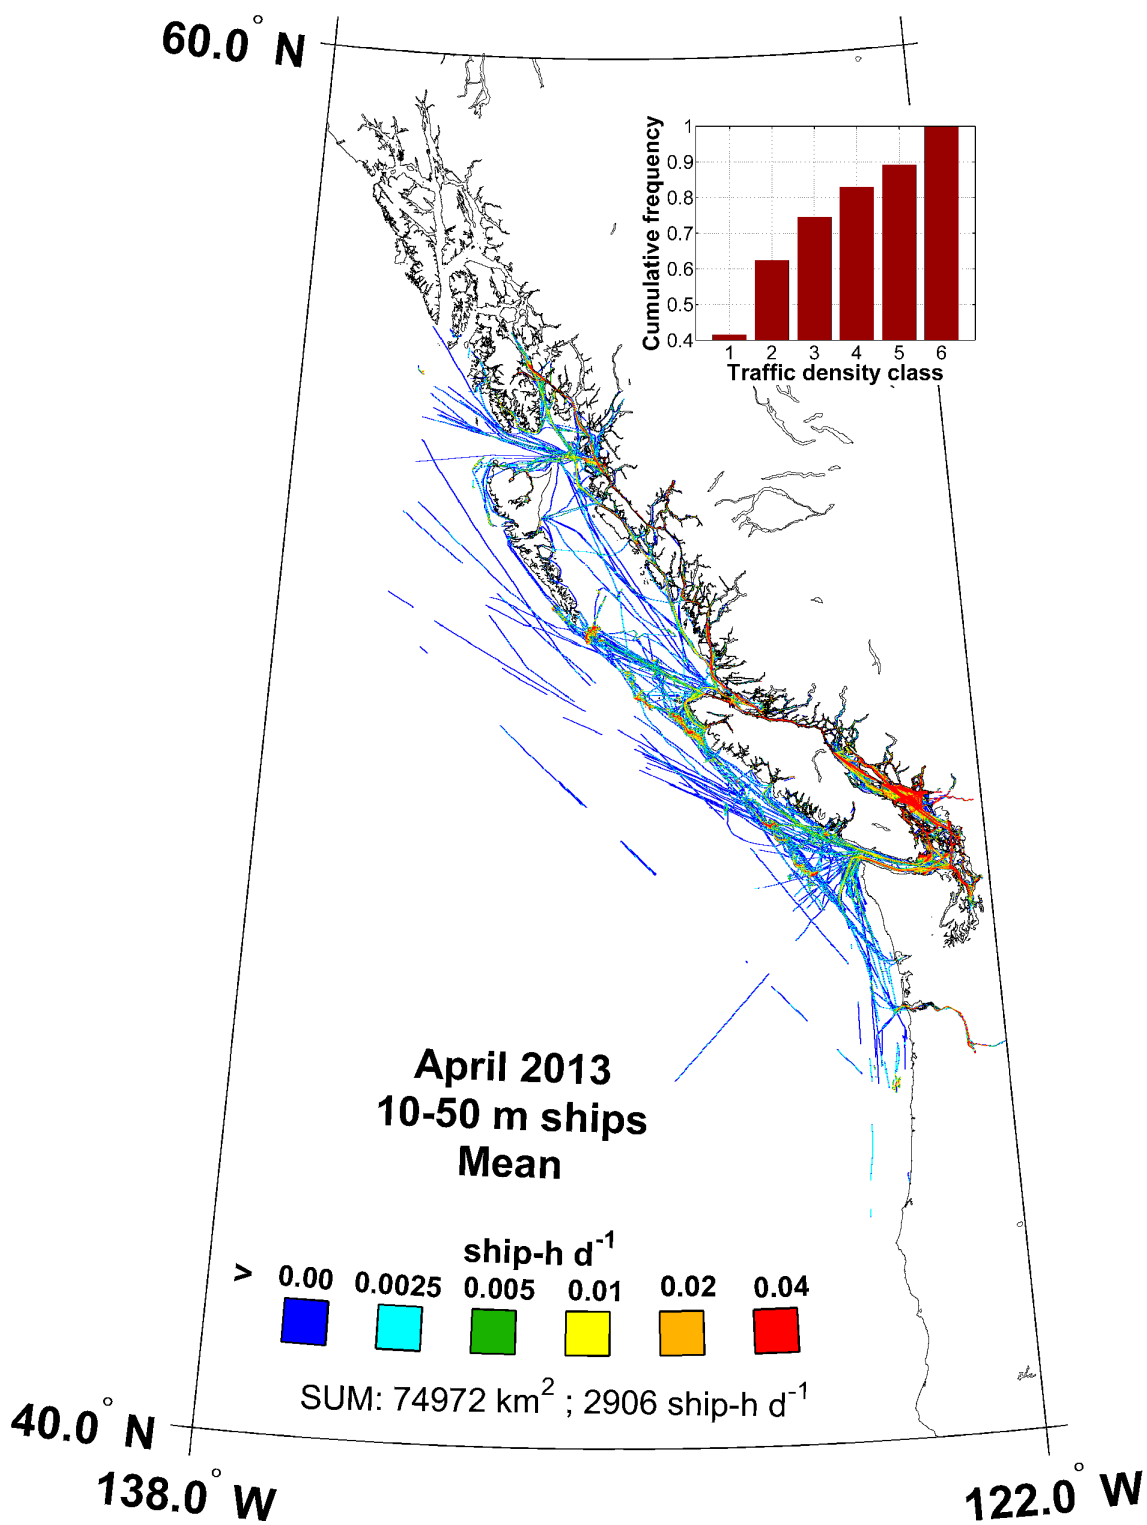 60.0° N
Cumulative frequency
1
0.9
0.8
0.7
0.6
0.5
0.4
1 2 3 4 5 6
Traffic density class
April 2013
10-50 m ships
Mean
ship-h d⁻¹
> 0.00 0.0025 0.005 0.01 0.02 0.04
SUM: 74972 km² ; 2906 ship-h d⁻¹
40.0° N
138.0° W
122.0° W